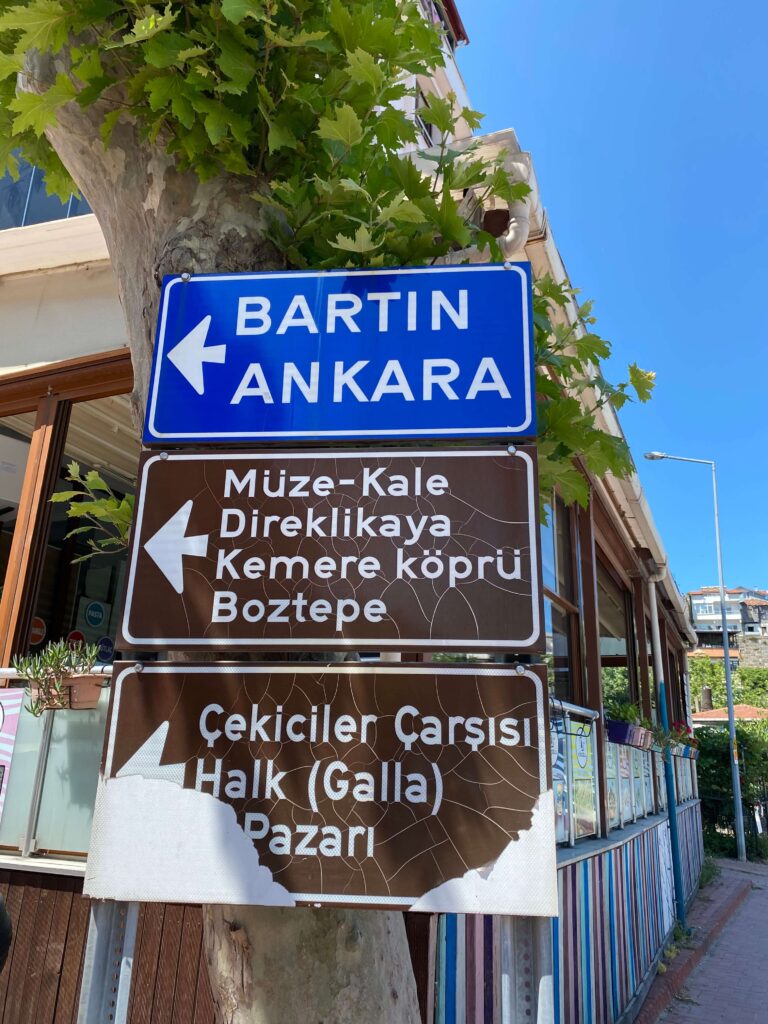 BARTIN
ANKARA
Müze-Kale
Direklikaya
Kemere köprü
Boztepe
Çekiciler Çarşısı
Halk (Galla)
Pazarı